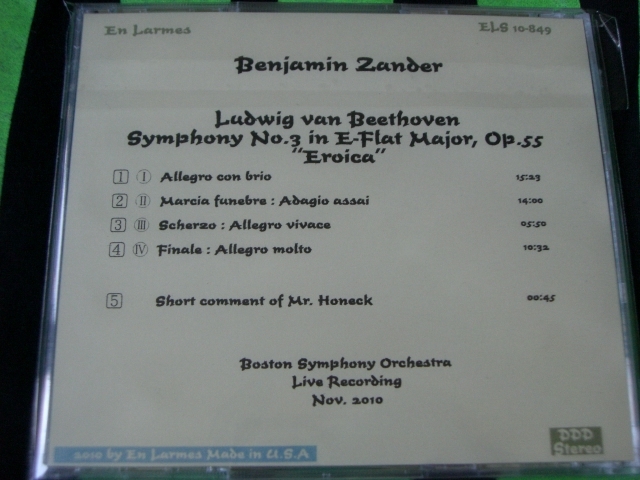 En Larmes ELS 10-849
Benjamin Zander
Ludwig van Beethoven
Symphony No.3 in E-Flat Major, Op.55
"Eroica"
1 Ⅰ Allegro con brio 15:23
2 Ⅱ Marcia funebre : Adagio assai 14:00
3 Ⅲ Scherzo : Allegro vivace 05:50
4 Ⅳ Finale : Allegro molto 10:32
5 Short comment of Mr. Honeck 00:45
Boston Symphony Orchestra
Live Recording
Nov. 2010
DDD
Stereo
2010 by En Larmes Made in U.S.A